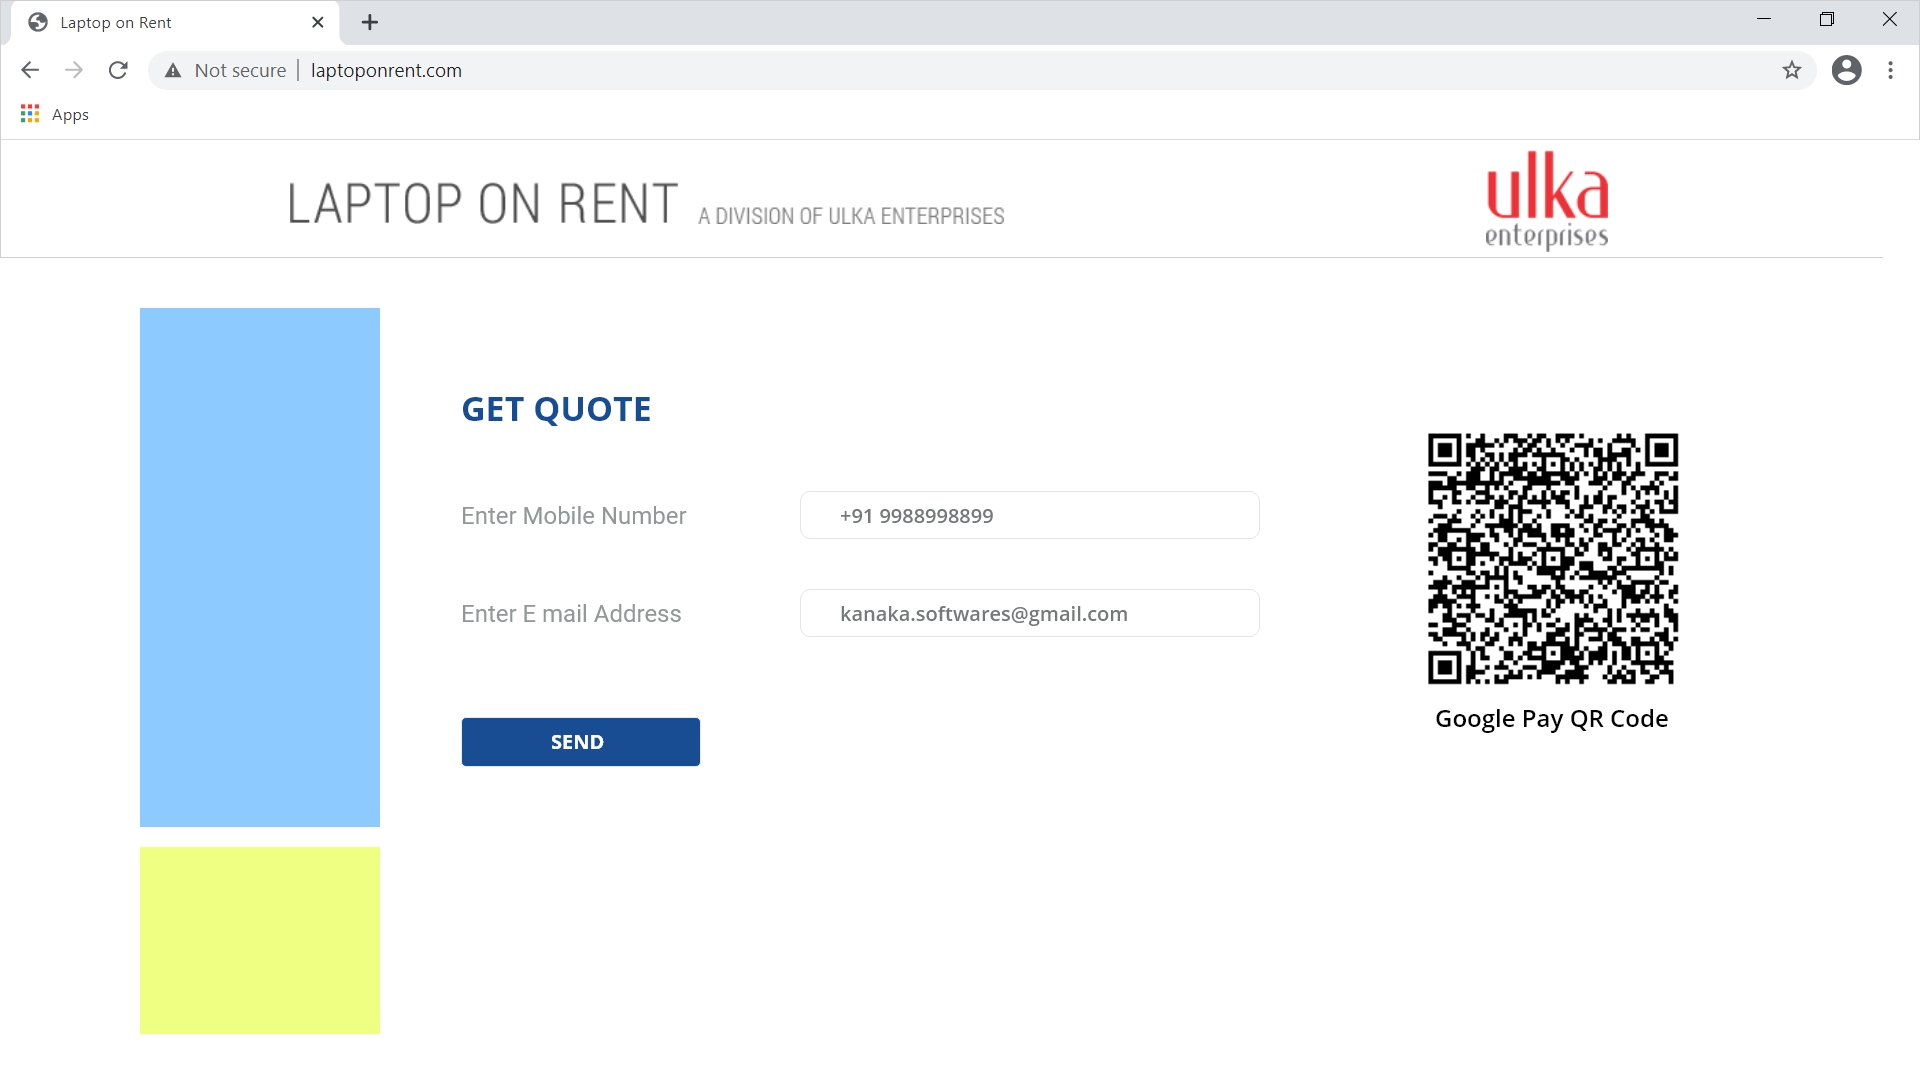 Laptop on Rent
Not secure
laptoponrent.com
Apps
LAPTOP ON RENT A DIVISION OF ULKA ENTERPRISES
ulka
enterprises
GET QUOTE
Enter Mobile Number
+91 9988998899
Enter E mail Address
kanaka.softwares@gmail.com
SEND
Google Pay QR Code